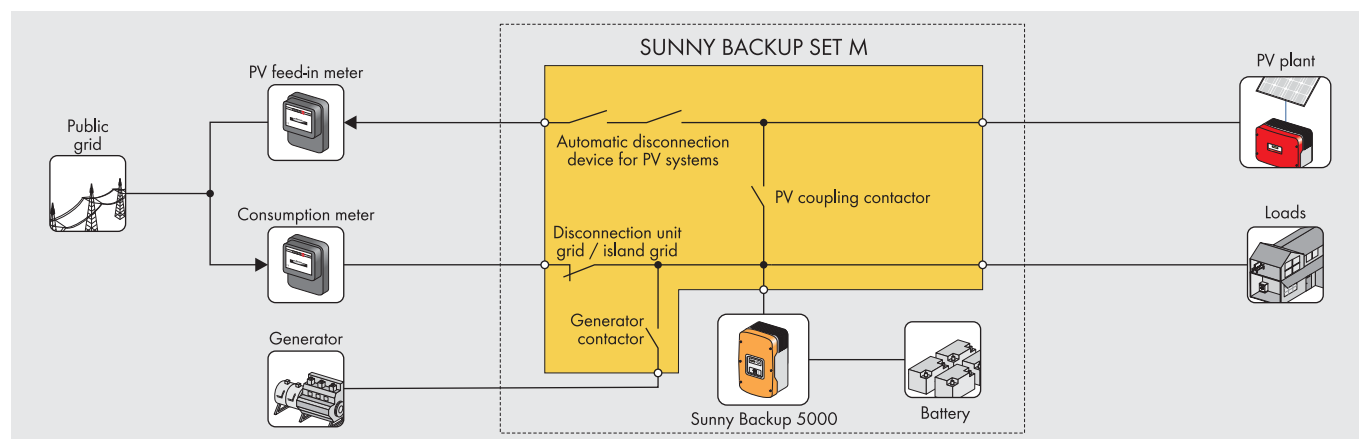 SUNNY BACKUP SET M
PV feed-in meter
PV plant
Public
grid
Automatic disconnection
device for PV systems
PV coupling contactor
Consumption meter
Loads
Disconnection unit
grid / island grid
Generator
contactor
Generator
Sunny Backup 5000
Battery